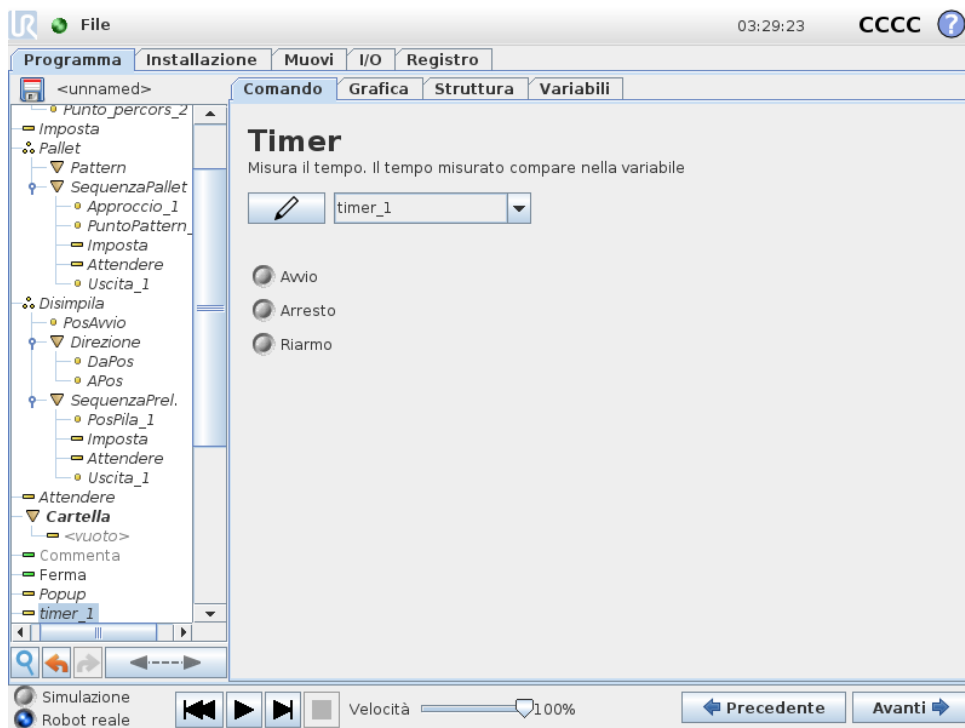 UR File 03:29:23 CCCC ?
Programma Installazione Muovi I/O Registro
<unnamed> Comando Grafica Struttura Variabili
Punto_percors_2
Imposta
Pallet
Pattern
SequenzaPallet
Approccio_1
PuntoPattern_
Imposta
Attendere
Uscita_1
Disimpila
PosAvvio
Direzione
DaPos
APos
SequenzaPrel.
PosPila_1
Imposta
Attendere
Uscita_1
Attendere
Cartella
<vuoto>
Commenta
Ferma
Popup
timer_1
Timer
Misura il tempo. Il tempo misurato compare nella variabile
timer_1
Avvio
Arresto
Riarmo
Simulazione
Robot reale
Velocità 100% Precedente Avanti